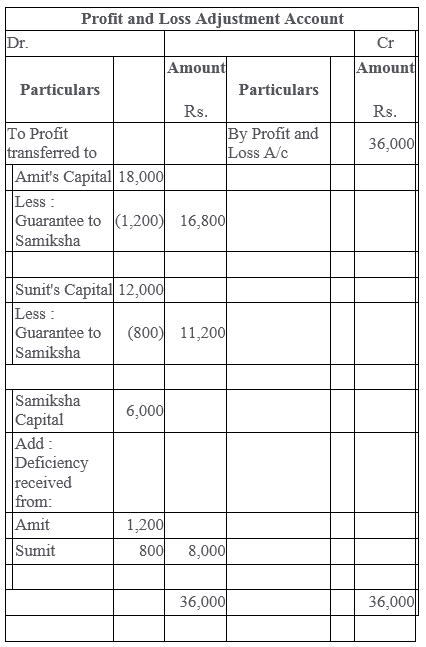 Profit and Loss Adjustment Account
Dr. Cr
Particulars Amount Rs. Particulars Amount Rs.
To Profit By Profit and 36,000
transferred to Loss A/c
Amit's Capital 18,000
Less :
Guarantee to (1,200) 16,800
Samiksha
Sunit's Capital 12,000
Less :
Guarantee to (800) 11,200
Samiksha
Samiksha 6,000
Capital
Add :
Deficiency
received
from:
Amit 1,200
Sumit 800 8,000
36,000 36,000